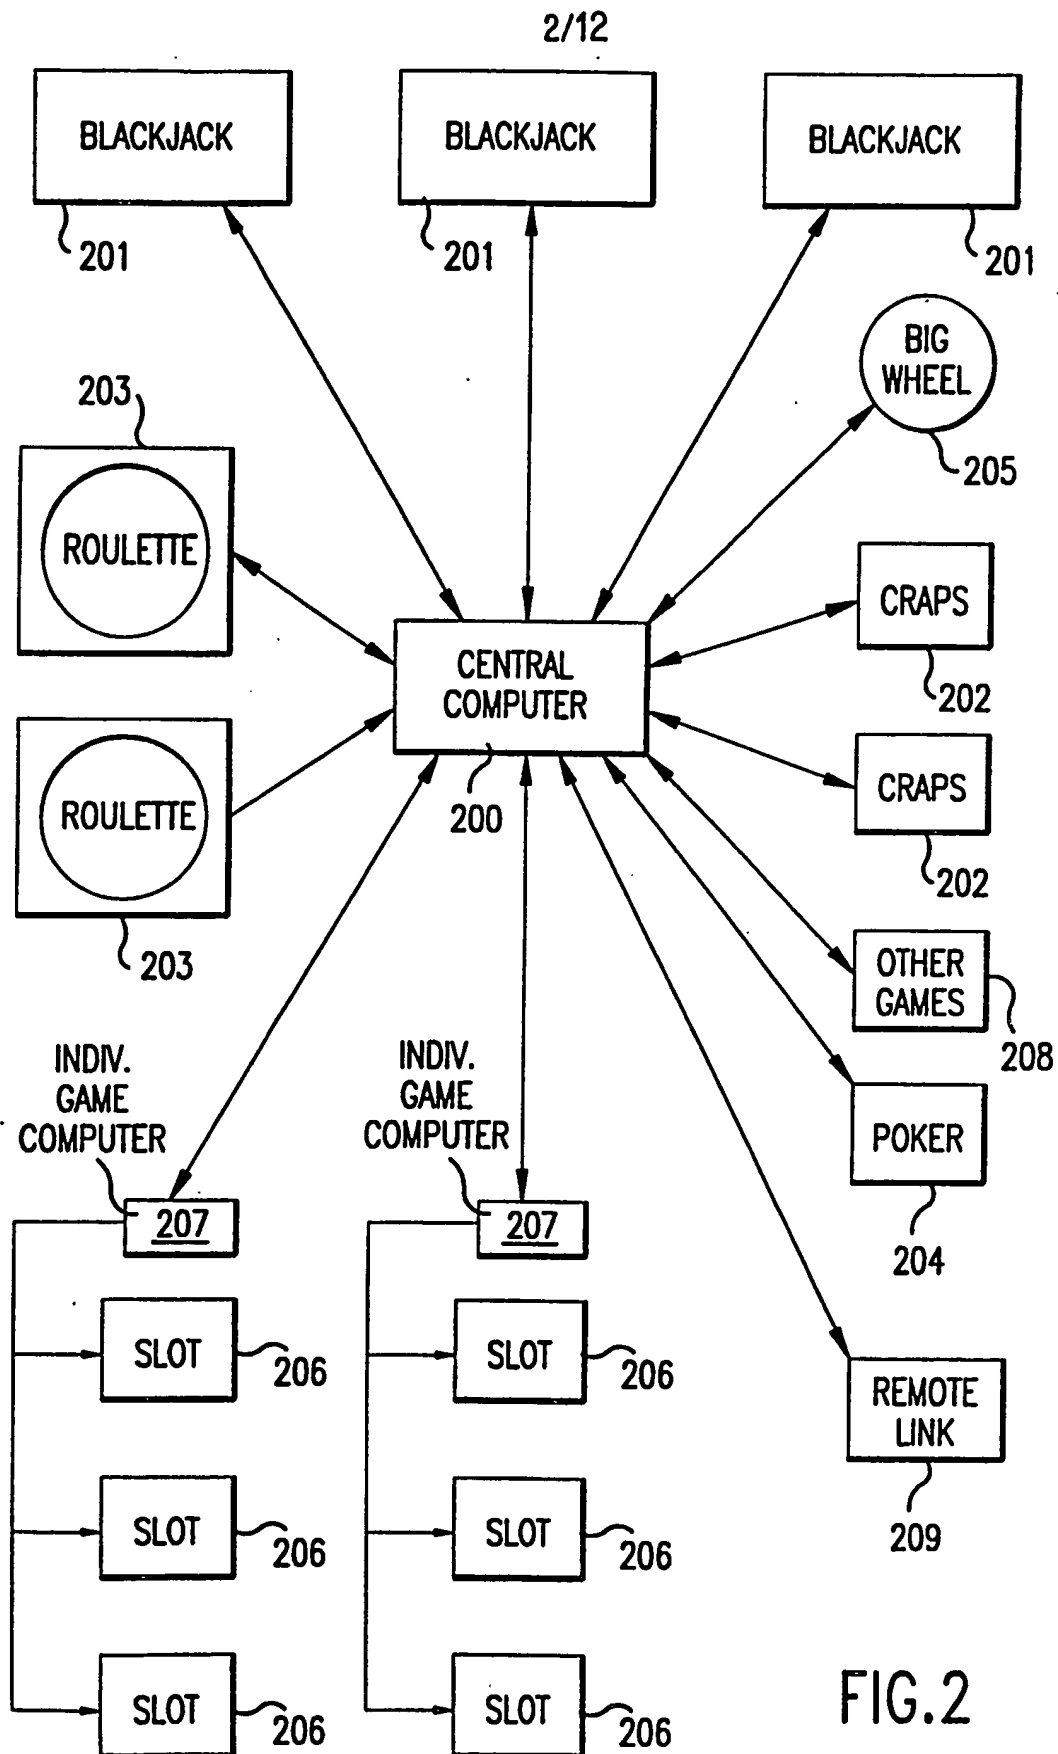 2/12
BLACKJACK
BLACKJACK
BLACKJACK
201
201
201
BIG
WHEEL
205
203
ROULETTE
CRAPS
202
CENTRAL
COMPUTER
200
ROULETTE
203
CRAPS
202
OTHER
GAMES
208
INDIV.
GAME
COMPUTER
207
INDIV.
GAME
COMPUTER
207
POKER
204
SLOT
206
SLOT
206
REMOTE
LINK
209
SLOT
206
SLOT
206
SLOT
206
SLOT
206
FIG.2